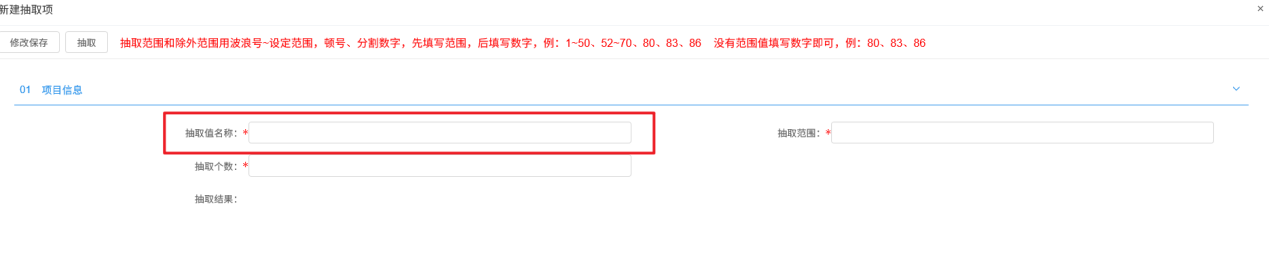 新建抽取项 ×
修改保存 抽取 抽取范围和除外范围用波浪号~设定范围，顿号、分割数字，先填写范围，后填写数字，例：1~50、52~70、80、83、86 没有范围值填写数字即可，例：80、83、86
01 项目信息
抽取值名称：* 抽取范围：*
抽取个数：*
抽取结果：